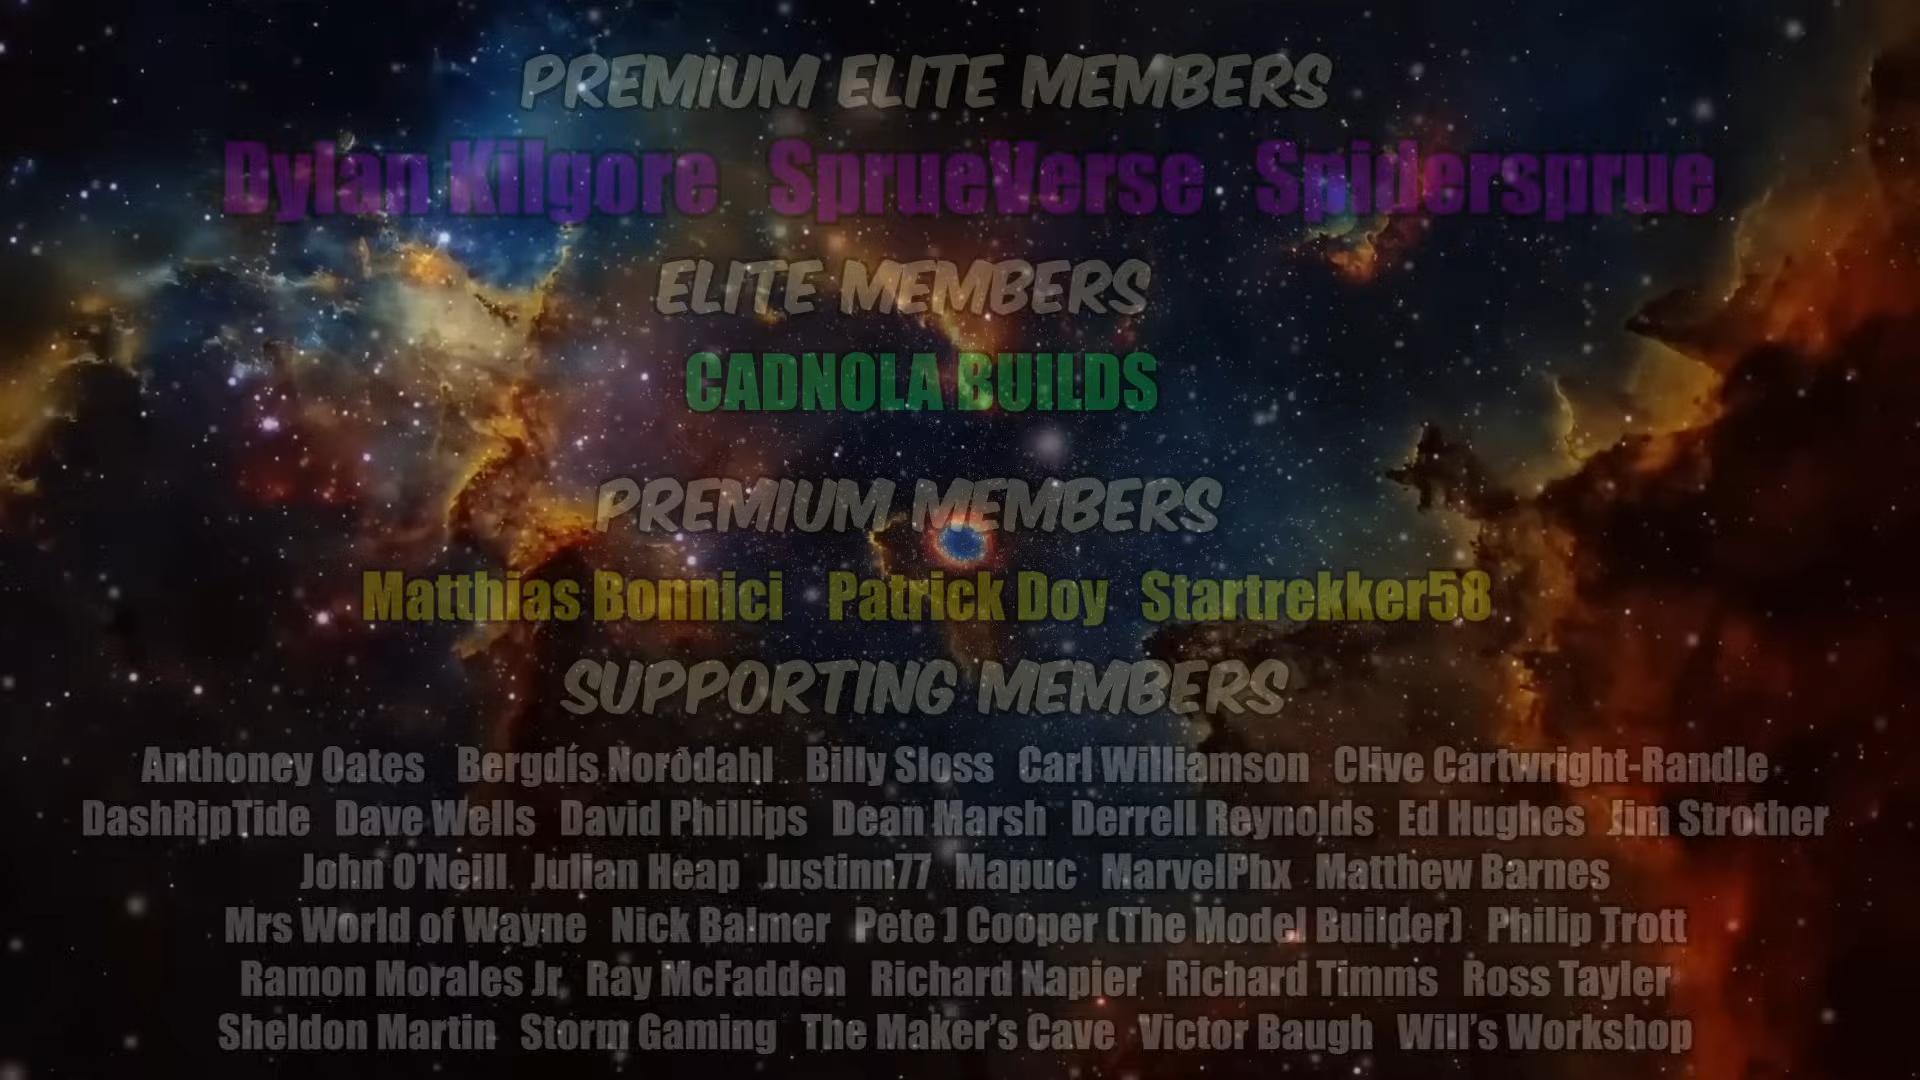 PREMIUM ELITE MEMBERS
Dylan Kilgore SprueVerse Spidersprue
ELITE MEMBERS
CADNOLA BUILDS
PREMIUM MEMBERS
Matthias Bonnici Patrick Doy Startrekker58
SUPPORTING MEMBERS
Anthoney Oates Bergdís Norðdahl Billy Sloss Carl Williamson Clive Cartwright-Randle
DashRipTide Dave Wells David Phillips Dean Marsh Derrell Reynolds Ed Hughes Jim Strother
John O’Neill Julian Heap Justinn77 Mapuc MarvelPhx Matthew Barnes
Mrs World of Wayne Nick Balmer Pete J Cooper (The Model Builder) Philip Trott
Ramon Morales Jr Ray McFadden Richard Napier Richard Timms Ross Tayler
Sheldon Martin Storm Gaming The Maker’s Cave Victor Baugh Will’s Workshop